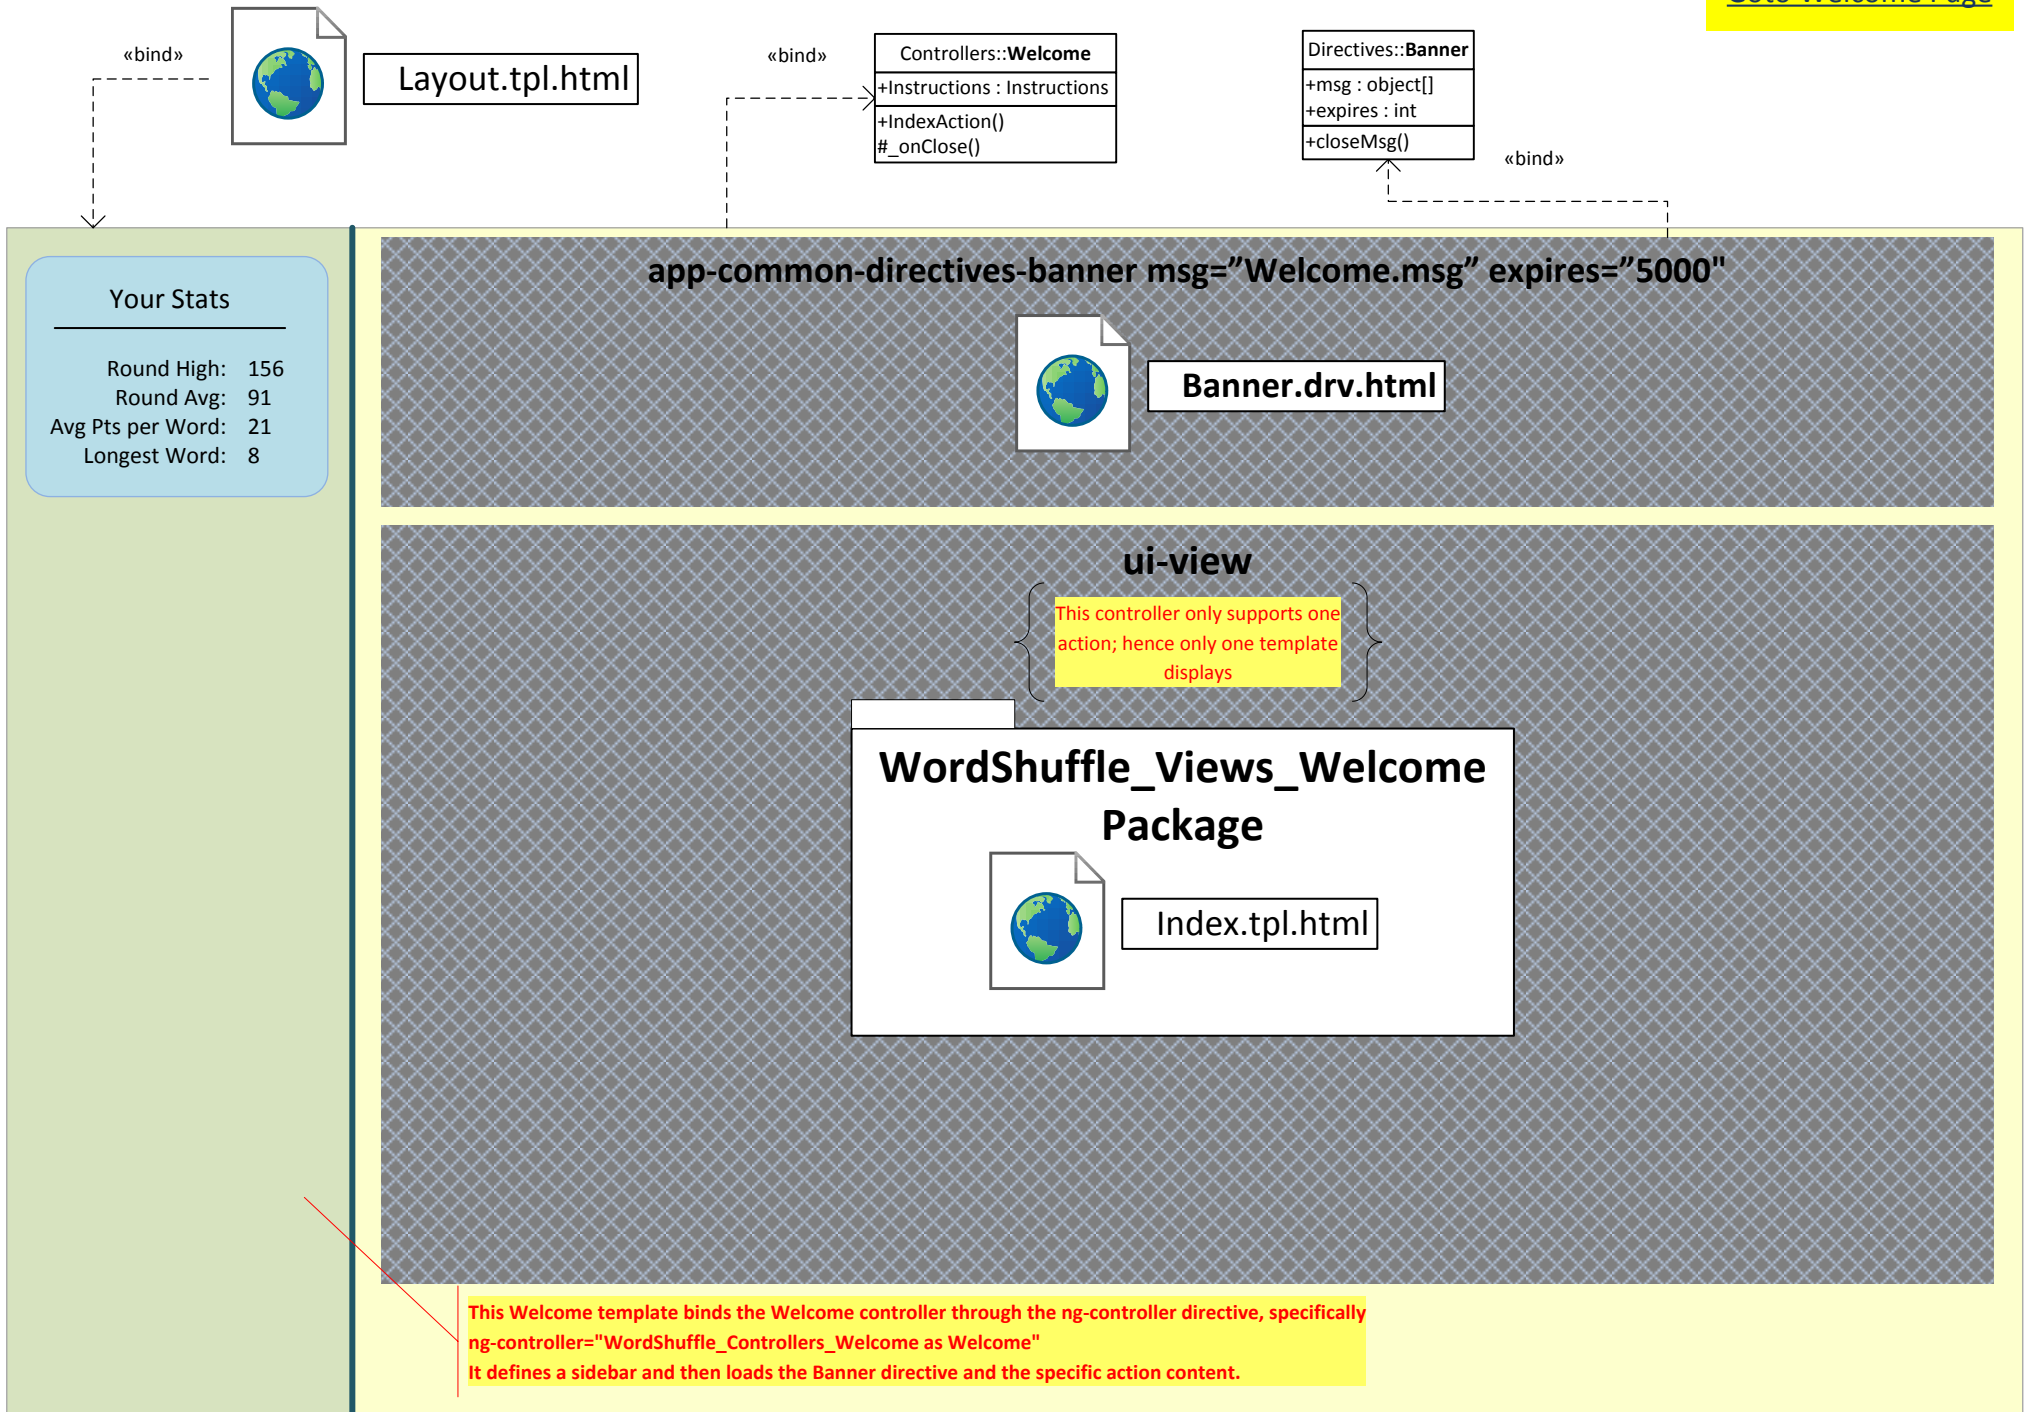 Goto Welcome Page
«bind»
Layout.tpl.html
«bind»
Controllers::Welcome
+Instructions : Instructions
+IndexAction()
#_onClose()
Directives::Banner
+msg : object[]
+expires : int
+closeMsg()
«bind»
Your Stats
Round High: 156
Round Avg: 91
Avg Pts per Word: 21
Longest Word: 8
app-common-directives-banner msg=”Welcome.msg” expires=”5000"
Banner.drv.html
ui-view
This controller only supports one
action; hence only one template
displays
WordShuffle_Views_Welcome
Package
Index.tpl.html
This Welcome template binds the Welcome controller through the ng-controller directive, specifically
ng-controller="WordShuffle_Controllers_Welcome as Welcome"
It defines a sidebar and then loads the Banner directive and the specific action content.